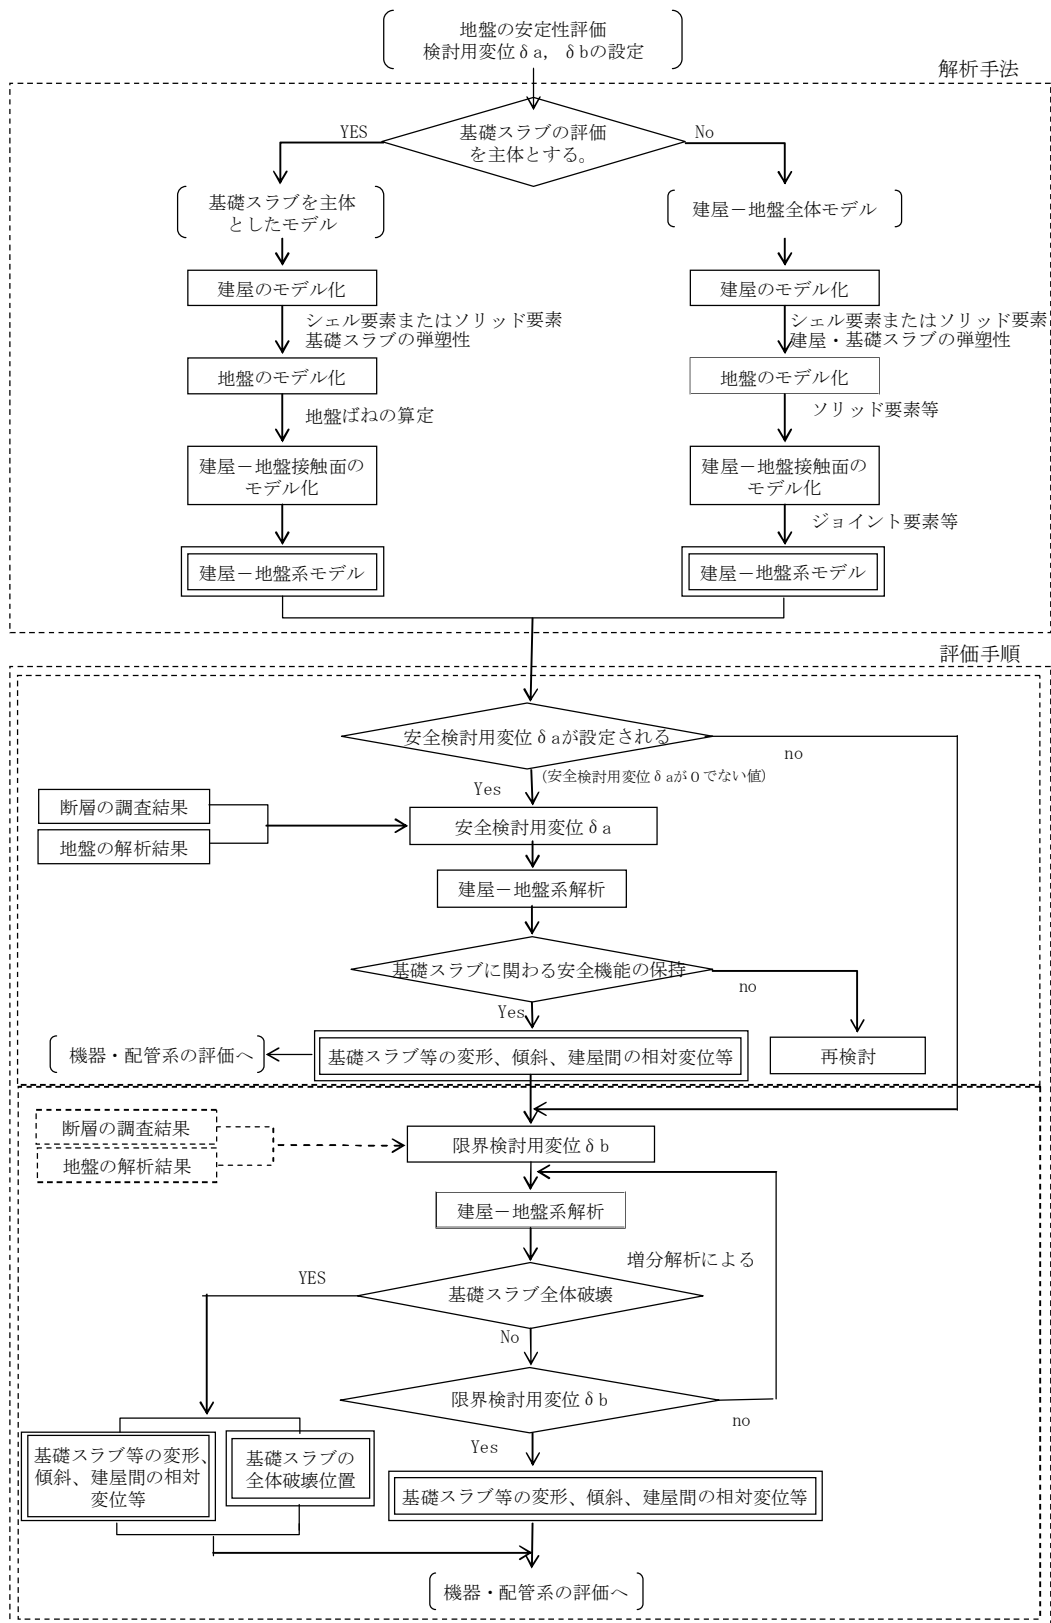 地盤の安定性評価
検討用変位δa, δbの設定
解析手法
基礎スラブの評価
を主体とする。
YES
No
基礎スラブを主体
としたモデル
建屋－地盤全体モデル
建屋のモデル化
建屋のモデル化
シェル要素またはソリッド要素
基礎スラブの弾塑性
シェル要素またはソリッド要素
建屋・基礎スラブの弾塑性
地盤のモデル化
地盤のモデル化
地盤ばねの算定
ソリッド要素等
建屋－地盤接触面の
モデル化
建屋－地盤接触面の
モデル化
ジョイント要素等
建屋－地盤系モデル
建屋－地盤系モデル
評価手順
安全検討用変位δaが設定される
no
(安全検討用変位δaが０でない値)
Yes
断層の調査結果
地盤の解析結果
安全検討用変位δa
建屋－地盤系解析
基礎スラブに関わる安全機能の保持
no
Yes
機器・配管系の評価へ
基礎スラブ等の変形、傾斜、建屋間の相対変位等
再検討
断層の調査結果
地盤の解析結果
限界検討用変位δb
建屋－地盤系解析
増分解析による
YES
基礎スラブ全体破壊
No
限界検討用変位δb
no
Yes
基礎スラブ等の変形、
傾斜、建屋間の相対
変位等
基礎スラブの
全体破壊位置
基礎スラブ等の変形、傾斜、建屋間の相対変位等
機器・配管系の評価へ